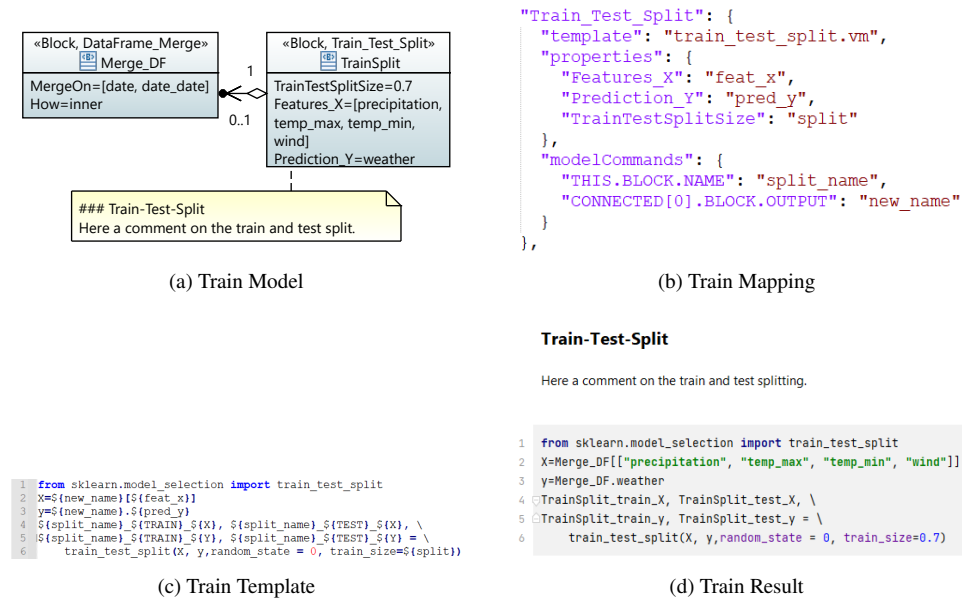 «Block, DataFrame_Merge»
Merge_DF
MergeOn=[date, date_date]
How=inner
1
0..1
«Block, Train_Test_Split»
TrainSplit
TrainTestSplitSize=0.7
Features_X=[precipitation,
temp_max, temp_min,
wind]
Prediction_Y=weather
### Train-Test-Split
Here a comment on the train and test split.
(a) Train Model
"Train_Test_Split": {
"template": "train_test_split.vm",
"properties": {
"Features_X": "feat_x",
"Prediction_Y": "pred_y",
"TrainTestSplitSize": "split"
},
"modelCommands": {
"THIS.BLOCK.NAME": "split_name",
"CONNECTED[0].BLOCK.OUTPUT": "new_name"
}
},
(b) Train Mapping
1 from sklearn.model_selection import train_test_split
2 X=${new_name}[${feat_x}]
3 y=${new_name}.${pred_y}
4 ${split_name}_${TRAIN}_${X}, ${split_name}_${TEST}_${X}, \
5 ${split_name}_${TRAIN}_${Y}, ${split_name}_${TEST}_${Y} = \
6 train_test_split(X, y,random_state = 0, train_size=${split})
(c) Train Template
Train-Test-Split
Here a comment on the train and test splitting.
1 from sklearn.model_selection import train_test_split
2 X=Merge_DF[["precipitation", "temp_max", "temp_min", "wind"]]
3 y=Merge_DF.weather
4 TrainSplit_train_X, TrainSplit_test_X, \
5 TrainSplit_train_y, TrainSplit_test_y = \
6 train_test_split(X, y,random_state = 0, train_size=0.7)
(d) Train Result